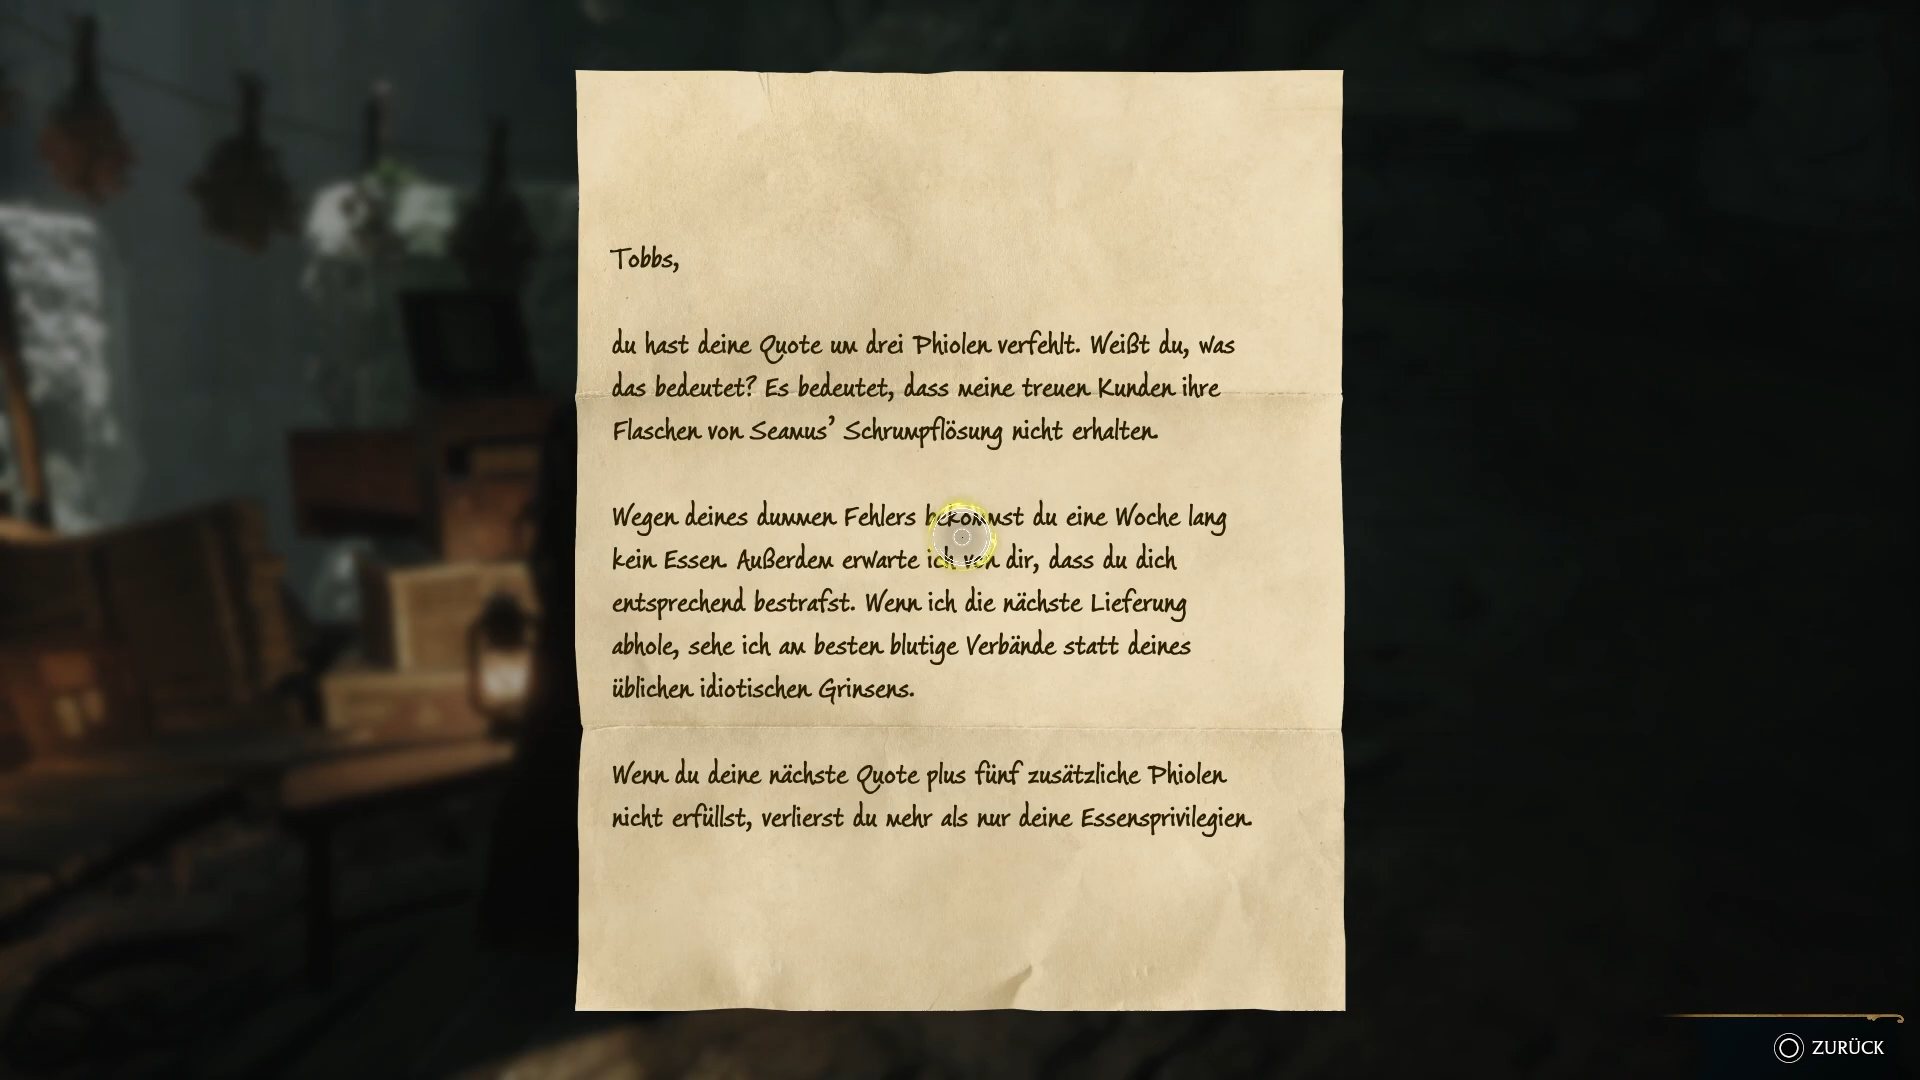 Tobbs,
du hast deine Quote um drei Phiolen verfehlt. Weißt du, was
das bedeutet? Es bedeutet, dass meine treuen Kunden ihre
Flaschen von Seamus’ Schrumpflösung nicht erhalten.
Wegen deines dummen Fehlers bekommst du eine Woche lang
kein Essen. Außerdem erwarte ich von dir, dass du dich
entsprechend bestrafst. Wenn ich die nächste Lieferung
abhole, sehe ich am besten blutige Verbände statt deines
üblichen idiotischen Grinsens.
Wenn du deine nächste Quote plus fünf zusätzliche Phiolen
nicht erfüllst, verlierst du mehr als nur deine Essensprivilegien.
ZURÜCK